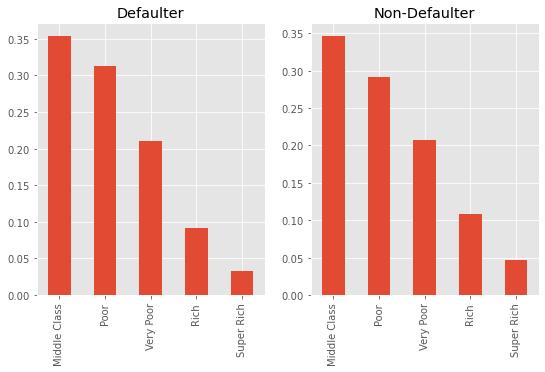 Defaulter
0.35
0.30
0.25
0.20
0.15
0.10
0.05
0.00
Middle Class
Poor
Very Poor
Rich
Super Rich
Non-Defaulter
0.35
0.30
0.25
0.20
0.15
0.10
0.05
0.00
Middle Class
Poor
Very Poor
Rich
Super Rich